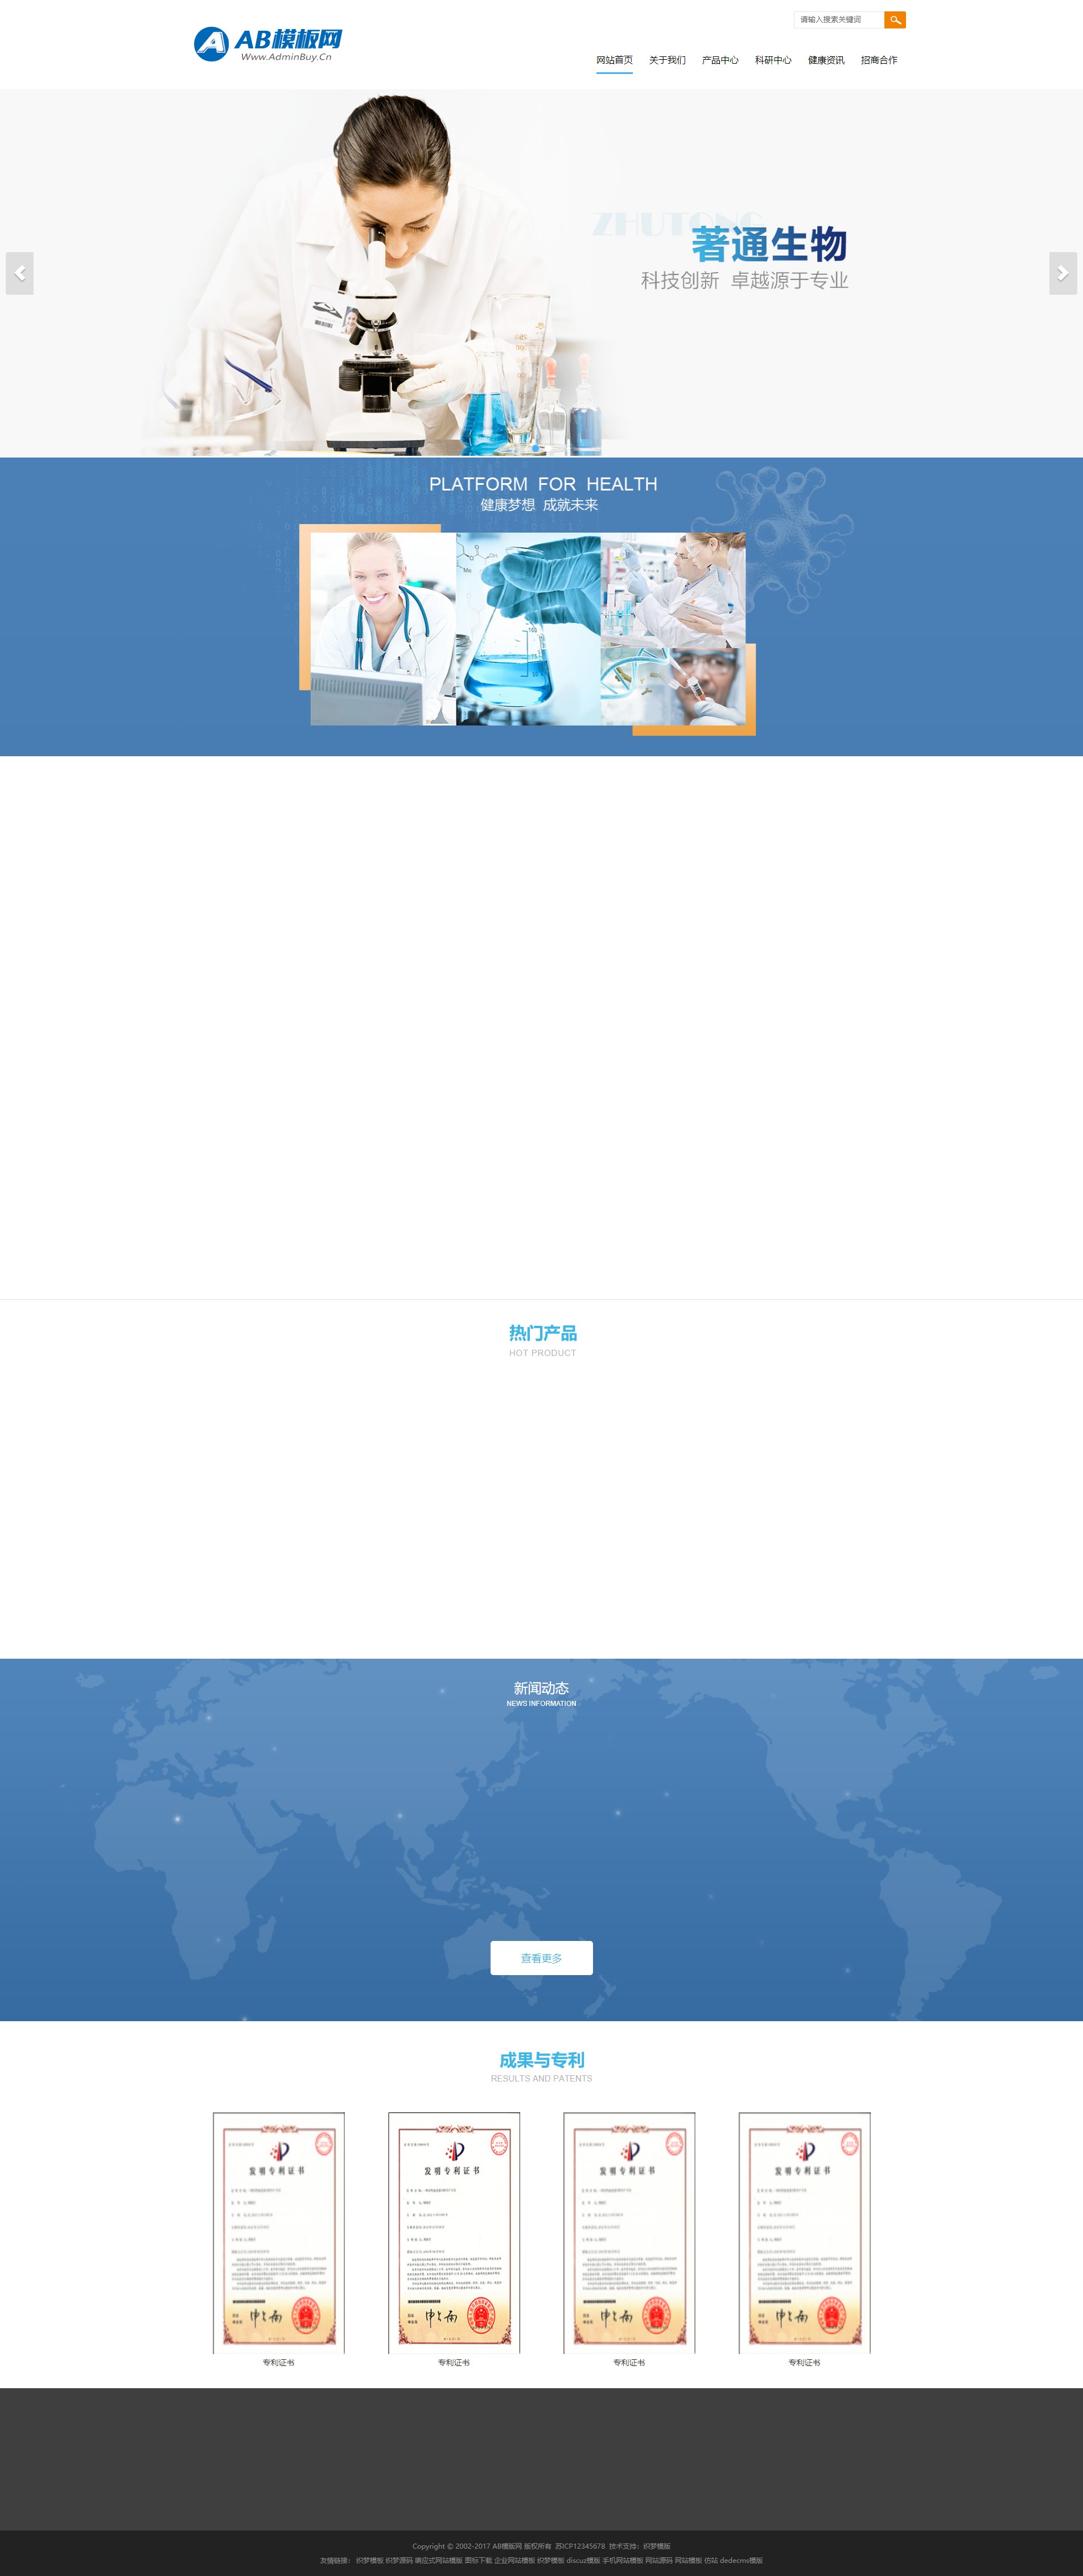 请输入搜素关键词
AB模板网
Www.AdminBuy.Cn
网站首页 关于我们 产品中心 科研中心 健康资讯 招商合作
ZHUTONG
著通生物
科技创新 卓越源于专业
PLATFORM FOR HEALTH
健康梦想 成就未来
热门产品
HOT PRODUCT
新闻动态
NEWS INFORMATION
查看更多
成果与专利
RESULTS AND PATENTS
发明专利证书 发明专利证书 发明专利证书 发明专利证书
专利证书 专利证书 专利证书 专利证书
Copyright © 2002-2017 AB模版网 版权所有 苏ICP12345678 技术支持：织梦模版
友情链接： 织梦模板 织梦源码 响应式网站模版 图标下载 企业网站模板 织梦模板 discuz模版 手机网站模板 网站源码 网站模板 仿站 dedecms模版